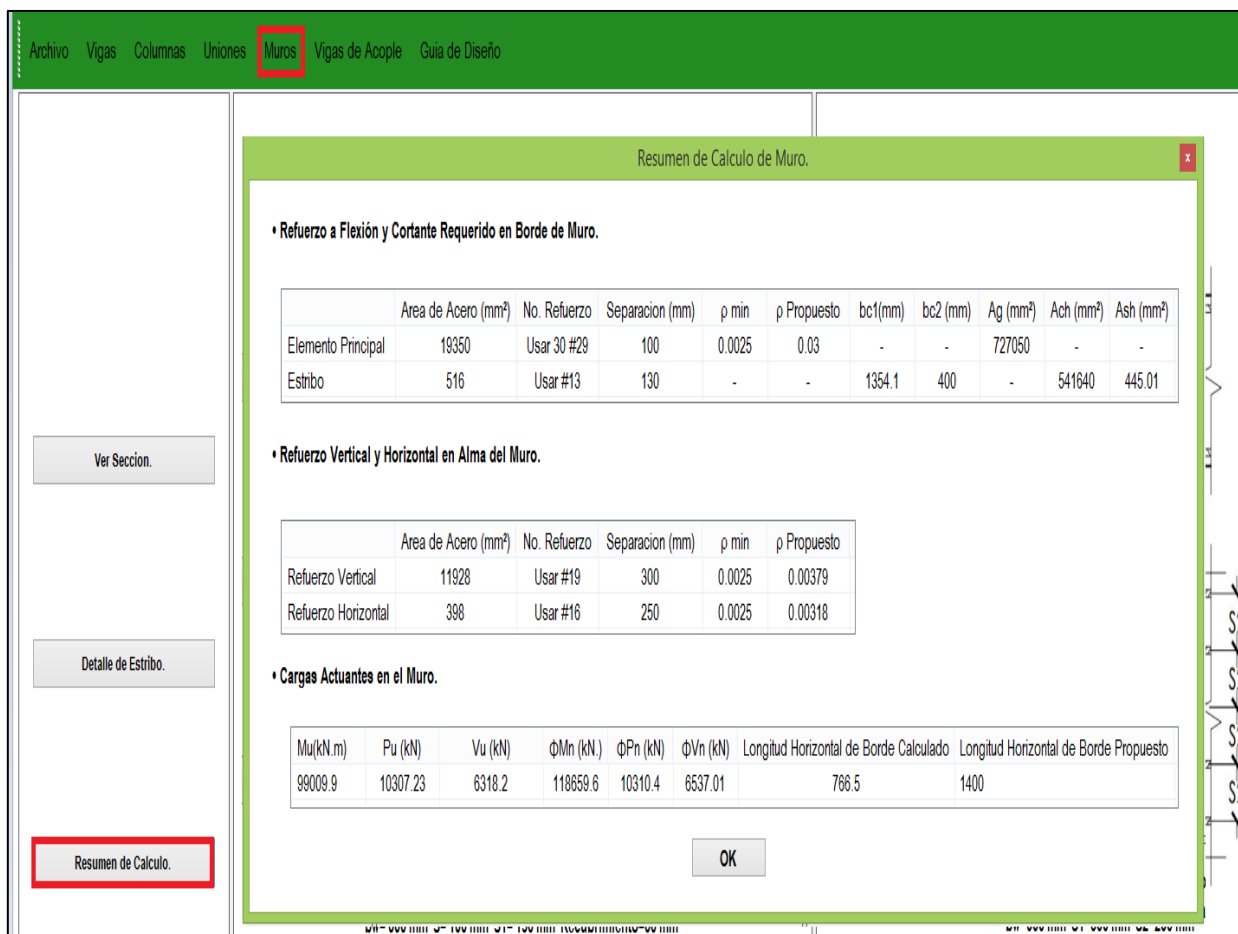 Archivo Vigas Columnas Uniones Muros Vigas de Acople Guia de Diseño
Resumen de Calculo de Muro.
x
• Refuerzo a Flexión y Cortante Requerido en Borde de Muro.
Area de Acero (mm²) No. Refuerzo Separacion (mm) ρ min ρ Propuesto bc1(mm) bc2 (mm) Ag (mm²) Ach (mm²) Ash (mm²)
Elemento Principal 19350 Usar 30 #29 100 0.0025 0.03 - - 727050 - -
Estribo 516 Usar #13 130 - - 1354.1 400 - 541640 445.01
Ver Seccion.
• Refuerzo Vertical y Horizontal en Alma del Muro.
Area de Acero (mm²) No. Refuerzo Separacion (mm) ρ min ρ Propuesto
Refuerzo Vertical 11928 Usar #19 300 0.0025 0.00379
Refuerzo Horizontal 398 Usar #16 250 0.0025 0.00318
Detalle de Estribo.
• Cargas Actuantes en el Muro.
Mu(kN.m) Pu (kN) Vu (kN) ΦMn (kN.) ΦPn (kN) ΦVn (kN) Longitud Horizontal de Borde Calculado Longitud Horizontal de Borde Propuesto
99009.9 10307.23 6318.2 118659.6 10310.4 6537.01 766.5 1400
OK
Resumen de Calculo.